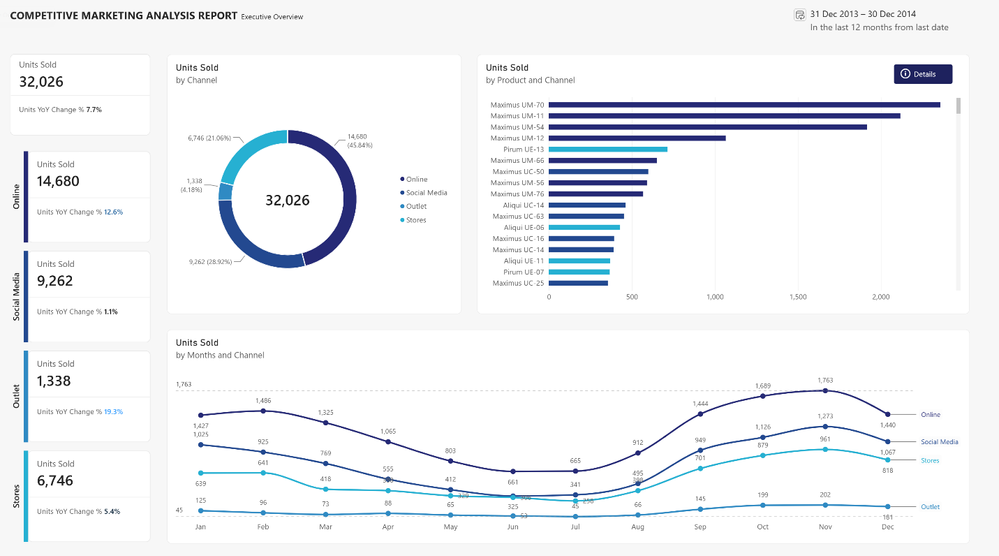 COMPETITIVE MARKETING ANALYSIS REPORT Executive Overview
31 Dec 2013 – 30 Dec 2014
In the last 12 months from last date
Units Sold
32,026
Units YoY Change % 7.7%
Online
Units Sold
14,680
Units YoY Change % 12.6%
Social Media
Units Sold
9,262
Units YoY Change % 1.1%
Outlet
Units Sold
1,338
Units YoY Change % 19.3%
Stores
Units Sold
6,746
Units YoY Change % 5.4%
Units Sold
by Channel
6,746 (21.06%)
14,680
(45.84%)
1,338
(4.18%)
32,026
9,262 (28.92%)
Online
Social Media
Outlet
Stores
Units Sold
by Product and Channel
Details
Maximus UM-70
Maximus UM-11
Maximus UM-54
Maximus UM-12
Pirum UE-13
Maximus UM-66
Maximus UC-50
Maximus UM-56
Maximus UM-76
Aliqui UC-14
Maximus UC-63
Aliqui UE-06
Maximus UC-16
Maximus UC-14
Aliqui UE-11
Pirum UE-07
Maximus UC-25
0 500 1,000 1,500 2,000
Units Sold
by Months and Channel
1,763
1,427 1,486 1,325 1,065 803 661 665 912 1,444 1,689 1,763 1,440
Online
1,025 925 769 555 412 325 341 495 949 1,126 1,273 1,067
Social Media
639 641 418 701 879 961 818
Stores
45
125 96 73 88 65 53 45 66 145 199 202 181
Outlet
Jan Feb Mar Apr May Jun Jul Aug Sep Oct Nov Dec